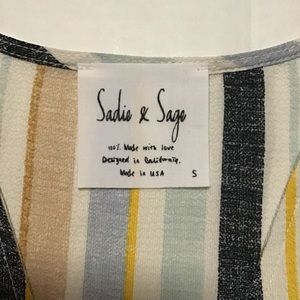 Sadie & Sage
100% Made with love
Designed in California.
Made in USA
S